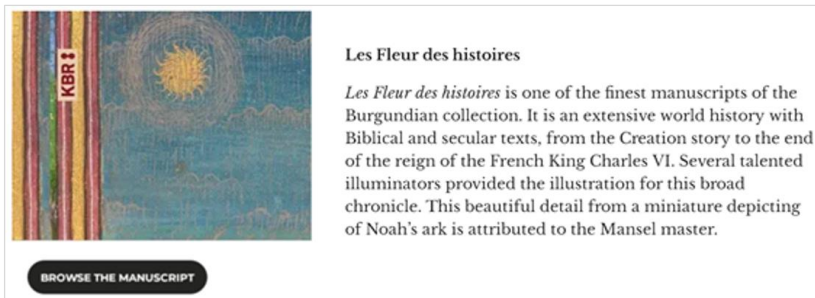 KBR
Les Fleur des histoires
Les Fleur des histoires is one of the finest manuscripts of the
Burgundian collection. It is an extensive world history with
Biblical and secular texts, from the Creation story to the end
of the reign of the French King Charles VI. Several talented
illuminators provided the illustration for this broad
chronicle. This beautiful detail from a miniature depicting
of Noah’s ark is attributed to the Mansel master.
BROWSE THE MANUSCRIPT